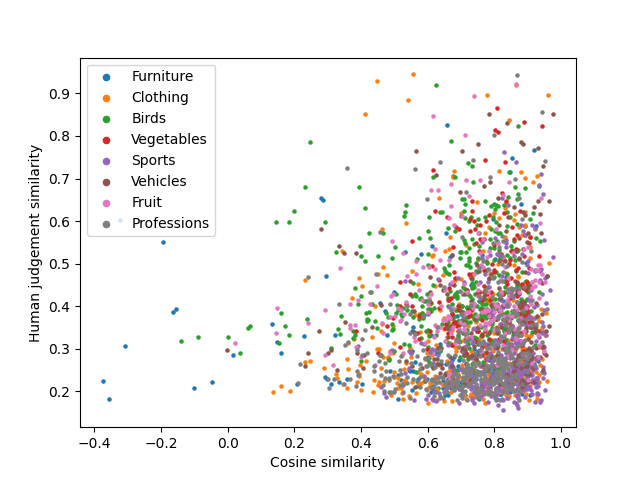 Furniture
Clothing
Birds
Vegetables
Sports
Vehicles
Fruit
Professions
Human judgement similarity
0.9
0.8
0.7
0.6
0.5
0.4
0.3
0.2
−0.4 −0.2 0.0 0.2 0.4 0.6 0.8 1.0
Cosine similarity